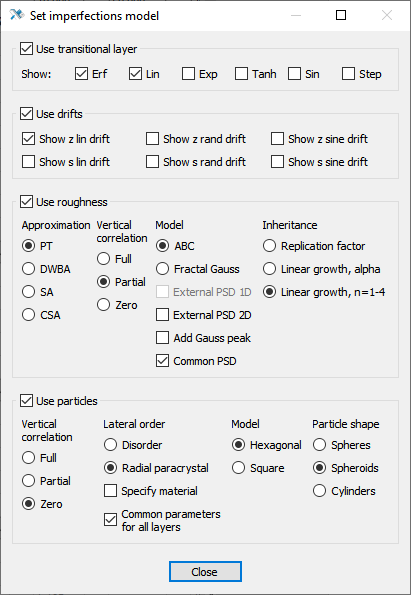 Set imperfections model
Use transitional layer
Show: Erf Lin Exp Tanh Sin Step
Use drifts
Show z lin drift Show z rand drift Show z sine drift
Show s lin drift Show s rand drift Show s sine drift
Use roughness
Approximation
PT
DWBA
SA
CSA
Vertical
correlation
Full
Partial
Zero
Model
ABC
Fractal Gauss
External PSD 1D
External PSD 2D
Add Gauss peak
Common PSD
Inheritance
Replication factor
Linear growth, alpha
Linear growth, n=1-4
Use particles
Vertical
correlation
Full
Partial
Zero
Lateral order
Disorder
Radial paracrystal
Specify material
Common parameters
for all layers
Model
Hexagonal
Square
Particle shape
Spheres
Spheroids
Cylinders
Close